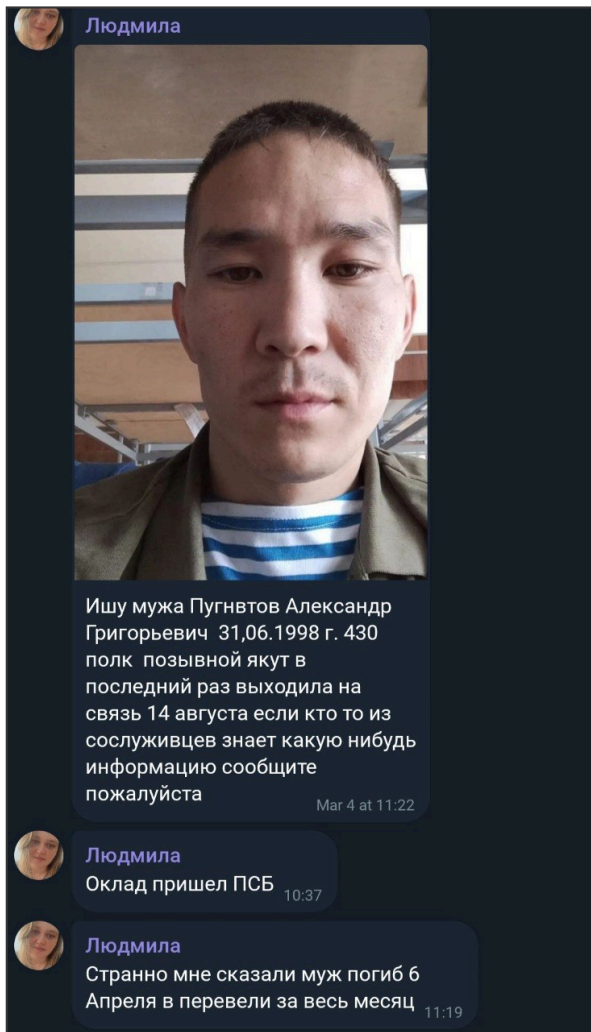 Людмила
Ишу мужа Пугнвтов Александр
Григорьевич 31,06.1998 г. 430
полк позывной якут в
последний раз выходила на
связь 14 августа если кто то из
сослуживцев знает какую нибудь
информацию сообщите
пожалуйста
Mar 4 at 11:22
Людмила
Оклад пришел ПСБ 10:37
Людмила
Странно мне сказали муж погиб 6
Апреля в перевели за весь месяц 11:19